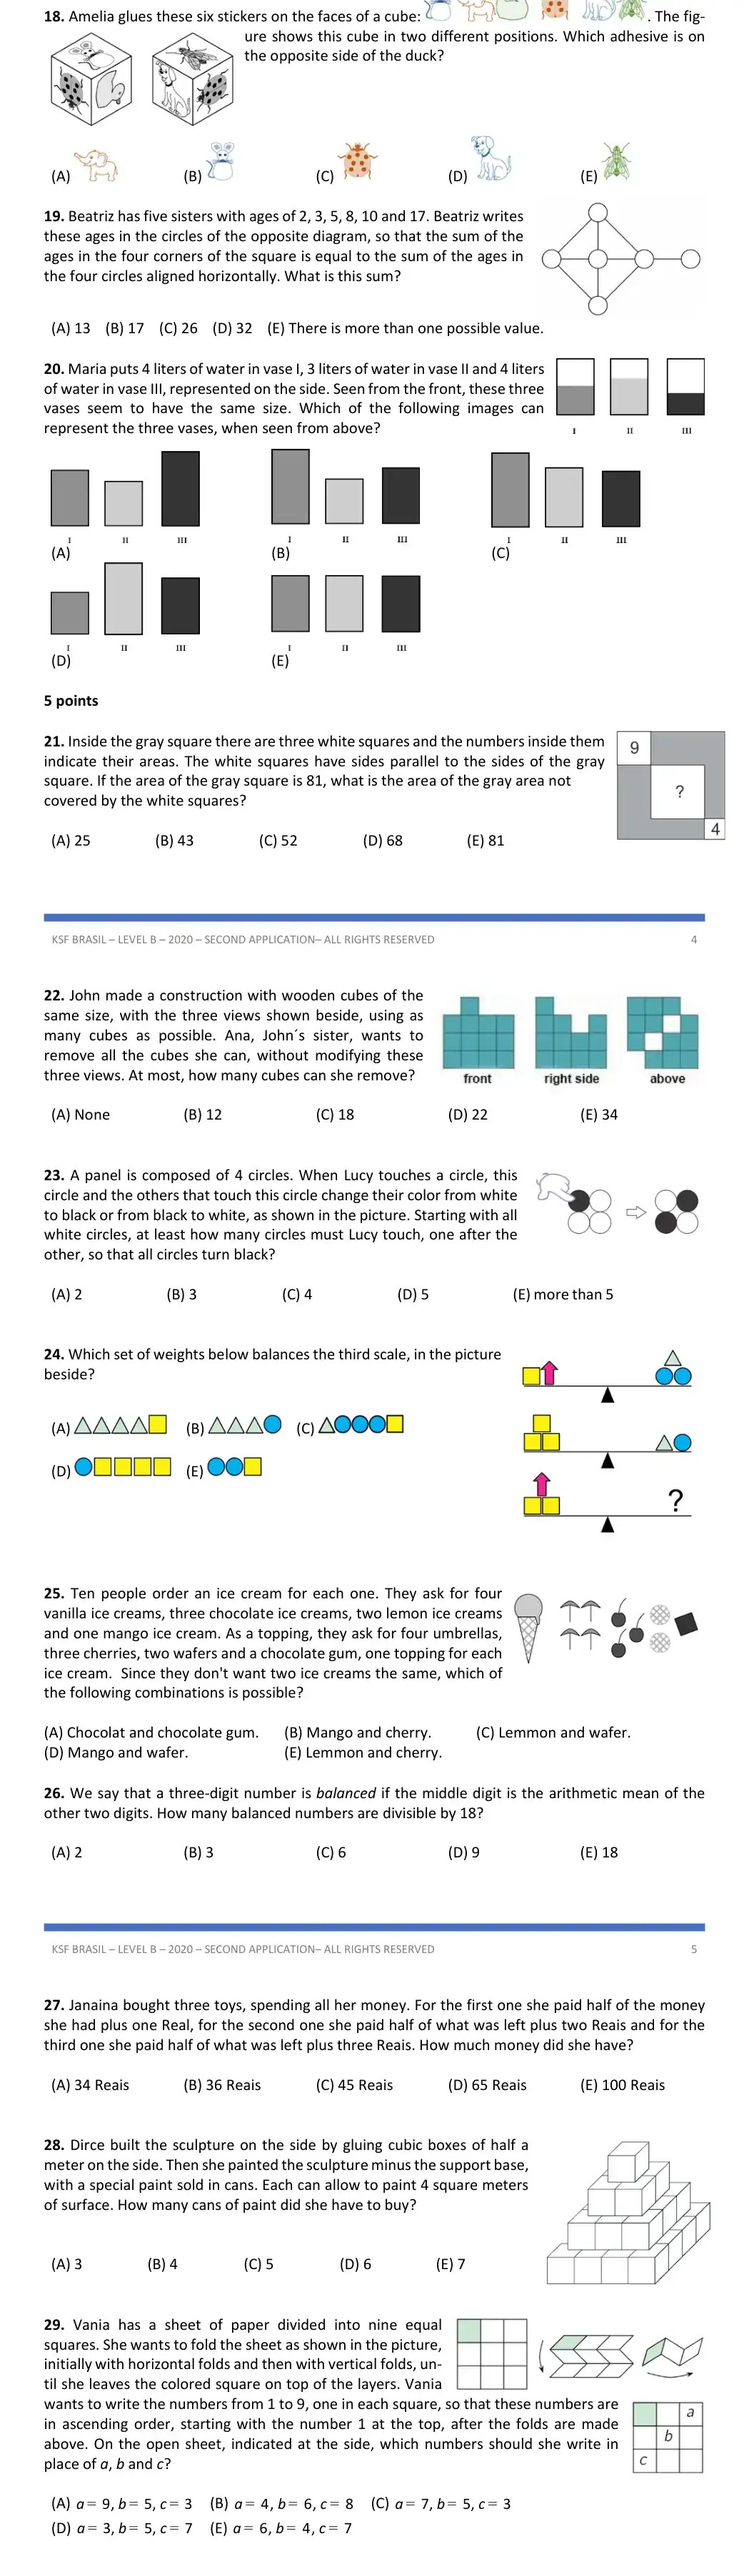 18. Amelia glues these six stickers on the faces of a cube: . The fig-
ure shows this cube in two different positions. Which adhesive is on
the opposite side of the duck?
(A) (B) (C) (D) (E)
19. Beatriz has five sisters with ages of 2, 3, 5, 8, 10 and 17. Beatriz writes
these ages in the circles of the opposite diagram, so that the sum of the
ages in the four corners of the square is equal to the sum of the ages in
the four circles aligned horizontally. What is this sum?
(A) 13 (B) 17 (C) 26 (D) 32 (E) There is more than one possible value.
20. Maria puts 4 liters of water in vase I, 3 liters of water in vase II and 4 liters
of water in vase III, represented on the side. Seen from the front, these three
vases seem to have the same size. Which of the following images can
represent the three vases, when seen from above?
I II III
I II III I II III I II III
(A) (B) (C)
I II III I II III
(D) (E)
5 points
21. Inside the gray square there are three white squares and the numbers inside them
indicate their areas. The white squares have sides parallel to the sides of the gray
square. If the area of the gray square is 81, what is the area of the gray area not
covered by the white squares?
9
?
4
(A) 25 (B) 43 (C) 52 (D) 68 (E) 81
KSF BRASIL – LEVEL B – 2020 – SECOND APPLICATION– ALL RIGHTS RESERVED 4
22. John made a construction with wooden cubes of the
same size, with the three views shown beside, using as
many cubes as possible. Ana, John´s sister, wants to
remove all the cubes she can, without modifying these
three views. At most, how many cubes can she remove?
front right side above
(A) None (B) 12 (C) 18 (D) 22 (E) 34
23. A panel is composed of 4 circles. When Lucy touches a circle, this
circle and the others that touch this circle change their color from white
to black or from black to white, as shown in the picture. Starting with all
white circles, at least how many circles must Lucy touch, one after the
other, so that all circles turn black?
(A) 2 (B) 3 (C) 4 (D) 5 (E) more than 5
24. Which set of weights below balances the third scale, in the picture
beside?
(A) (B) (C)
(D) (E)
?
25. Ten people order an ice cream for each one. They ask for four
vanilla ice creams, three chocolate ice creams, two lemon ice creams
and one mango ice cream. As a topping, they ask for four umbrellas,
three cherries, two wafers and a chocolate gum, one topping for each
ice cream. Since they don't want two ice creams the same, which of
the following combinations is possible?
(A) Chocolat and chocolate gum. (B) Mango and cherry. (C) Lemmon and wafer.
(D) Mango and wafer. (E) Lemmon and cherry.
26. We say that a three-digit number is balanced if the middle digit is the arithmetic mean of the
other two digits. How many balanced numbers are divisible by 18?
(A) 2 (B) 3 (C) 6 (D) 9 (E) 18
KSF BRASIL – LEVEL B – 2020 – SECOND APPLICATION– ALL RIGHTS RESERVED 5
27. Janaina bought three toys, spending all her money. For the first one she paid half of the money
she had plus one Real, for the second one she paid half of what was left plus two Reais and for the
third one she paid half of what was left plus three Reais. How much money did she have?
(A) 34 Reais (B) 36 Reais (C) 45 Reais (D) 65 Reais (E) 100 Reais
28. Dirce built the sculpture on the side by gluing cubic boxes of half a
meter on the side. Then she painted the sculpture minus the support base,
with a special paint sold in cans. Each can allow to paint 4 square meters
of surface. How many cans of paint did she have to buy?
(A) 3 (B) 4 (C) 5 (D) 6 (E) 7
29. Vania has a sheet of paper divided into nine equal
squares. She wants to fold the sheet as shown in the picture,
initially with horizontal folds and then with vertical folds, un-
til she leaves the colored square on top of the layers. Vania
wants to write the numbers from 1 to 9, one in each square, so that these numbers are
in ascending order, starting with the number 1 at the top, after the folds are made
above. On the open sheet, indicated at the side, which numbers should she write in
place of a, b and c?
a
b
c
(A) a = 9, b = 5, c = 3 (B) a = 4, b = 6, c = 8 (C) a = 7, b = 5, c = 3
(D) a = 3, b = 5, c = 7 (E) a = 6, b = 4, c = 7